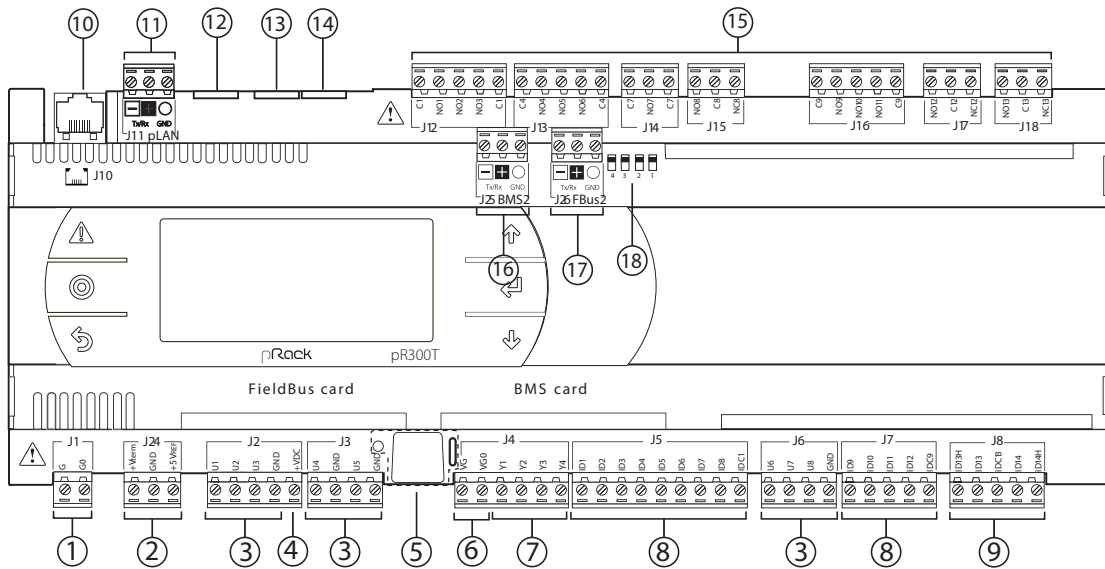 10 11 12 13 14 15
C1 NO1 NO2 NO3 C1 C4 NO4 NO5 NO6 C4 C7 NO7 C7 NO8 C8 NC8 C9 NO9 NO10 NO11 C9 NO12 C12 NC12 NO13 C13 NC13
Tx/Rx GND
J11 pLAN J12 J13 J14 J15 J16 J17 J18
J10
4 3 2 1
Tx/Rx GND Tx/Rx GND
J25 BMS2 J26 FBus2
16 17 18
pRack pR300T
FieldBus card BMS card
J1 J24 J2 J3 J4 J5 J6 J7 J8
G G0 +Vterm GND +5VREF U1 U2 U3 GND +VDC U4 GND U5 GND VG VG0 Y1 Y2 Y3 Y4 ID1 ID2 ID3 ID4 ID5 ID6 ID7 ID8 IDC1 U6 U7 U8 GND ID9 ID10 ID11 ID12 IDC9 ID13H ID13 IDC13 ID14 ID14H
1 2 3 4 3 5 6 7 8 3 8 9